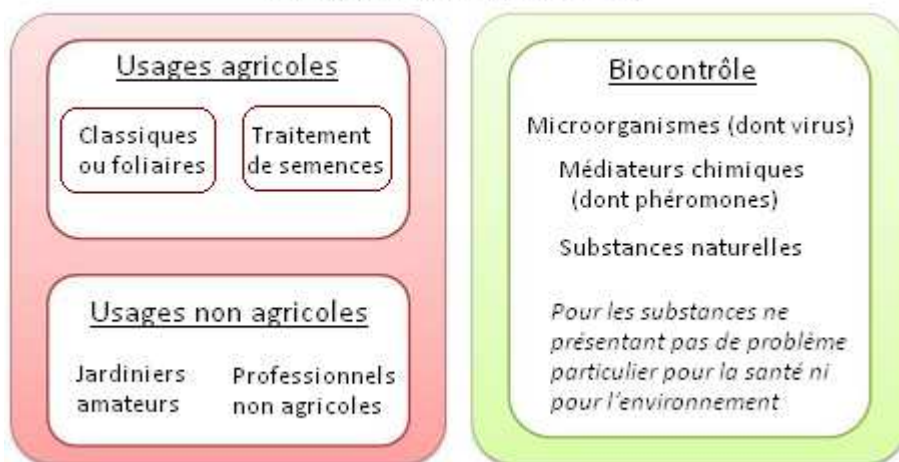 Usages agricoles
Classiques
ou foliaires
Traitement
de semences
Usages non agricoles
Jardiniers
amateurs
Professionnels
non agricoles
Biocontrôle
Microorganismes (dont virus)
Médiateurs chimiques
(dont phéromones)
Substances naturelles
Pour les substances ne
présentant pas de problème
particulier pour la santé ni
pour l'environnement